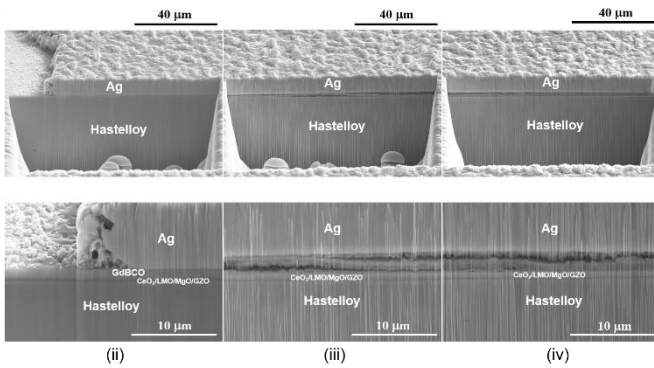 40 μm 40 μm 40 μm
Ag Ag Ag
Hastelloy Hastelloy Hastelloy
Ag Ag Ag
GdBCO
CeO₂/LMO/MgO/GZO CeO₂/LMO/MgO/GZO CeO₂/LMO/MgO/GZO
Hastelloy Hastelloy Hastelloy
10 μm 10 μm 10 μm
(ii) (iii) (iv)